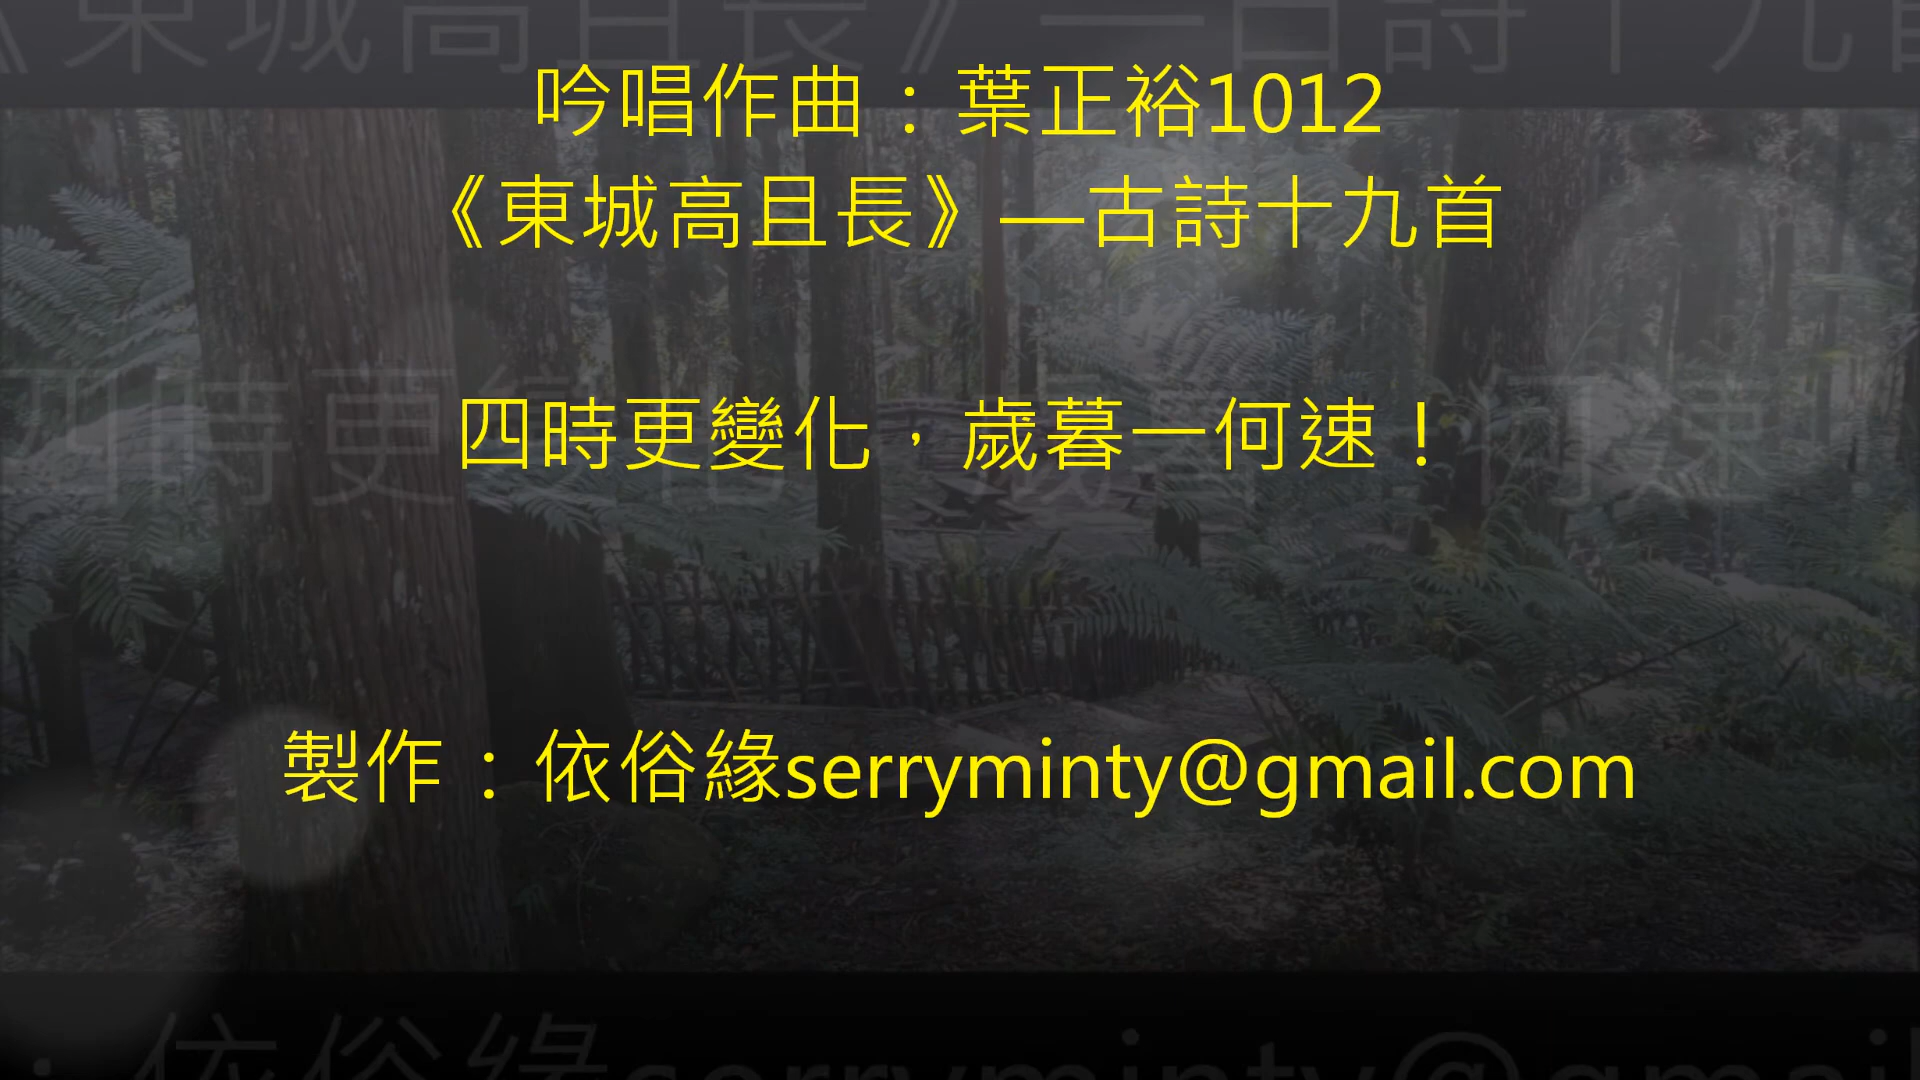 吟唱作曲：葉正裕1012
《東城高且長》—古詩十九首
四時更變化，歲暮一何速！
製作：依俗緣serryminty@gmail.com